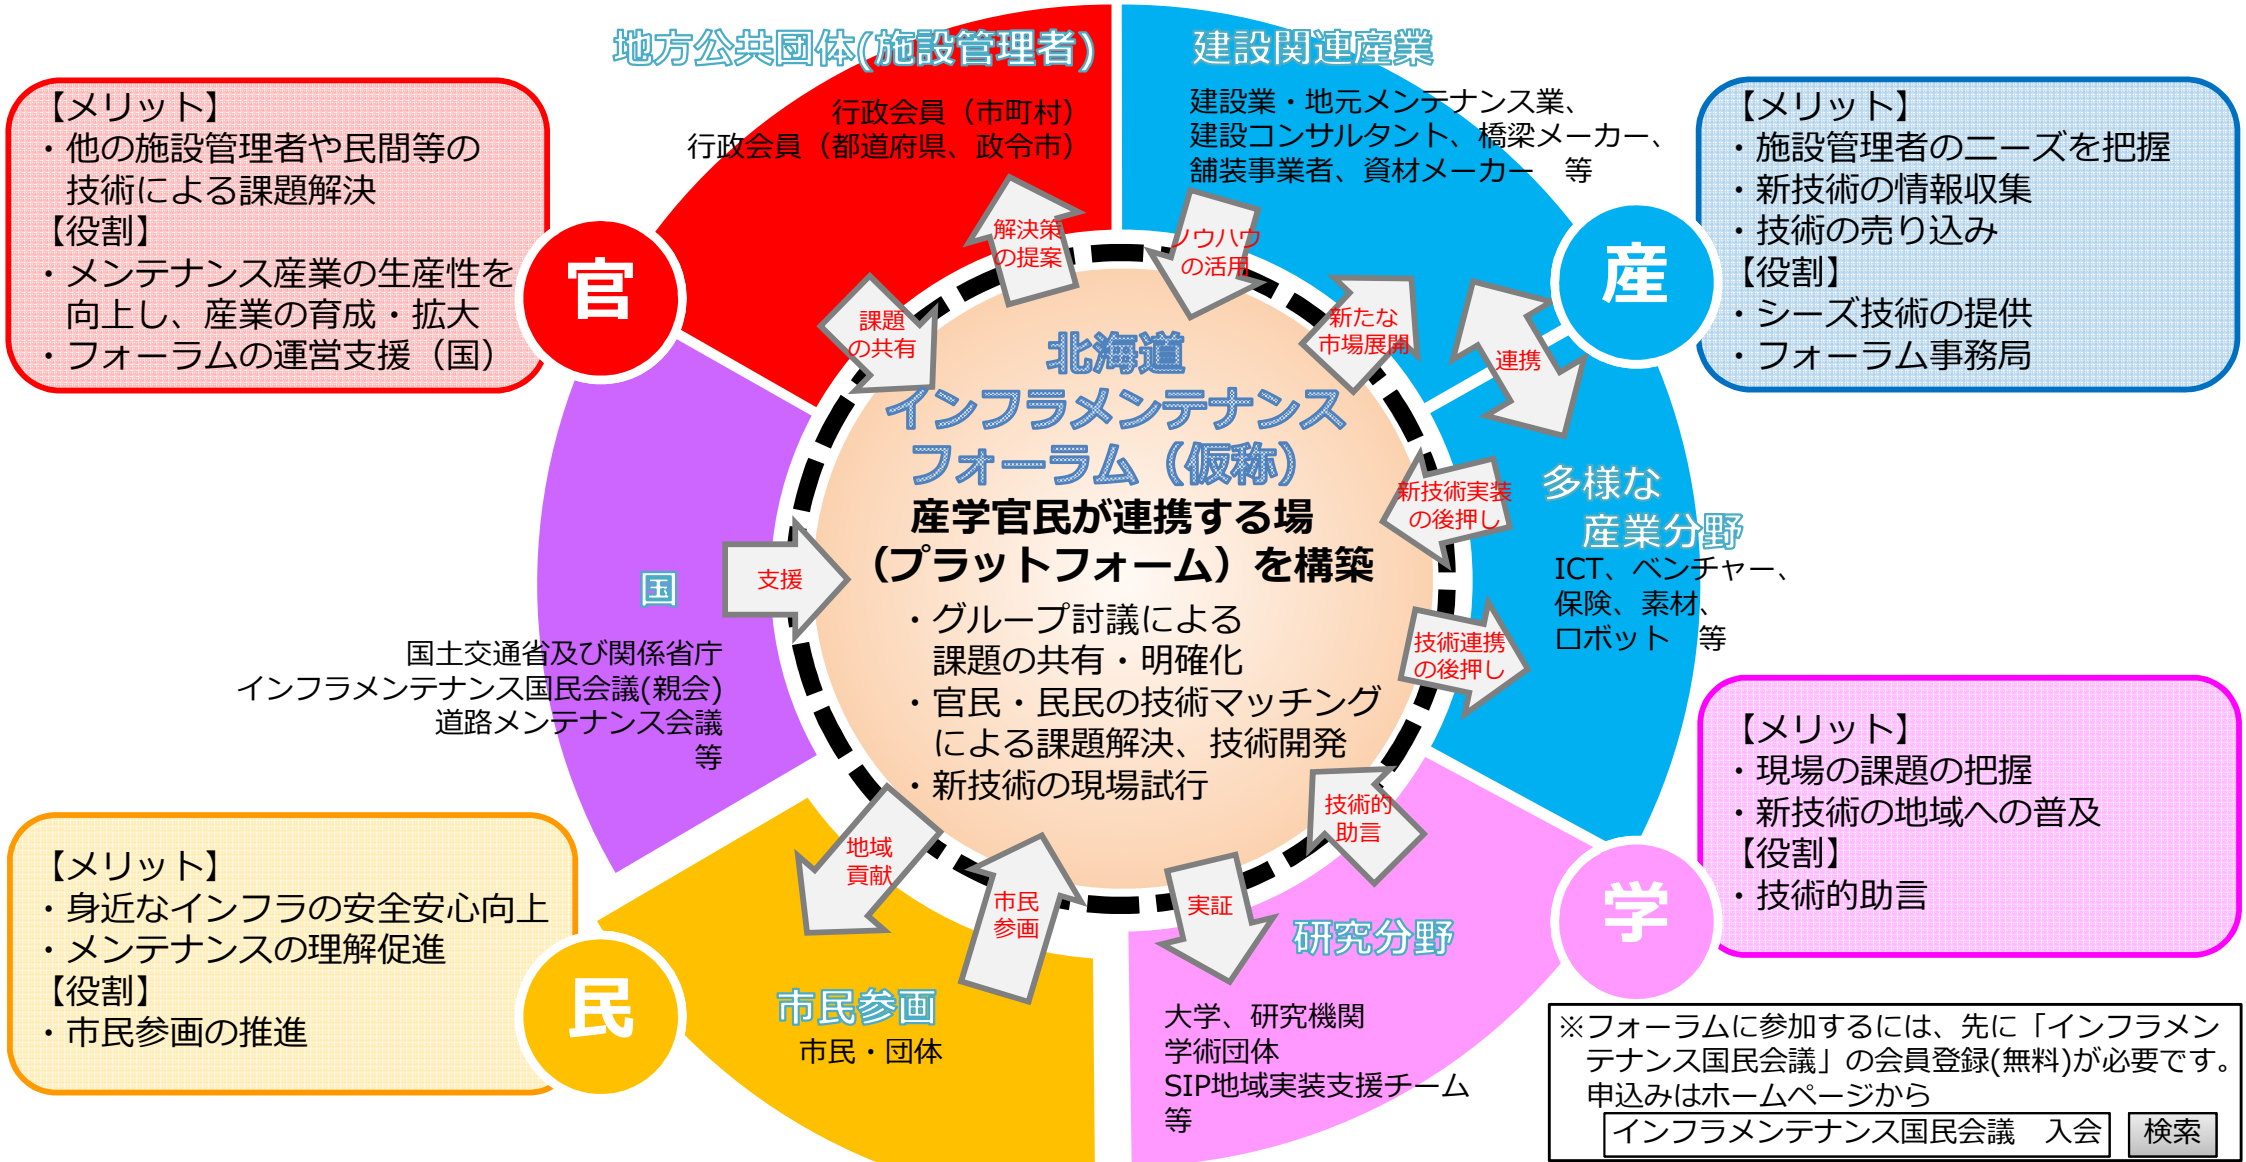 地方公共団体(施設管理者)
行政会員（市町村）
行政会員（都道府県、政令市）
建設関連産業
建設業・地元メンテナンス業、
建設コンサルタント、橋梁メーカー、
舗装事業者、資材メーカー　等
【メリット】
・他の施設管理者や民間等の
技術による課題解決
【役割】
・メンテナンス産業の生産性を
向上し、産業の育成・拡大
・フォーラムの運営支援（国）
官
【メリット】
・施設管理者のニーズを把握
・新技術の情報収集
・技術の売り込み
【役割】
・シーズ技術の提供
・フォーラム事務局
産
解決策
の提案
ノウハウ
の活用
課題
の共有
新たな
市場展開
連携
北海道
インフラメンテナンス
フォーラム（仮称）
産学官民が連携する場
（プラットフォーム）を構築
・グループ討議による
課題の共有・明確化
・官民・民民の技術マッチング
による課題解決、技術開発
・新技術の現場試行
新技術実装
の後押し
多様な
産業分野
ICT、ベンチャー、
保険、素材、
ロボット　等
技術連携
の後押し
支援
国
国土交通省及び関係省庁
インフラメンテナンス国民会議(親会)
道路メンテナンス会議
等
技術的
助言
実証
市民
参画
地域
貢献
【メリット】
・身近なインフラの安全安心向上
・メンテナンスの理解促進
【役割】
・市民参画の推進
民
市民参画
市民・団体
研究分野
大学、研究機関
学術団体
SIP地域実装支援チーム
等
【メリット】
・現場の課題の把握
・新技術の地域への普及
【役割】
・技術的助言
学
※フォーラムに参加するには、先に「インフラメン
テナンス国民会議」の会員登録(無料)が必要です。
申込みはホームページから
インフラメンテナンス国民会議　入会　検索